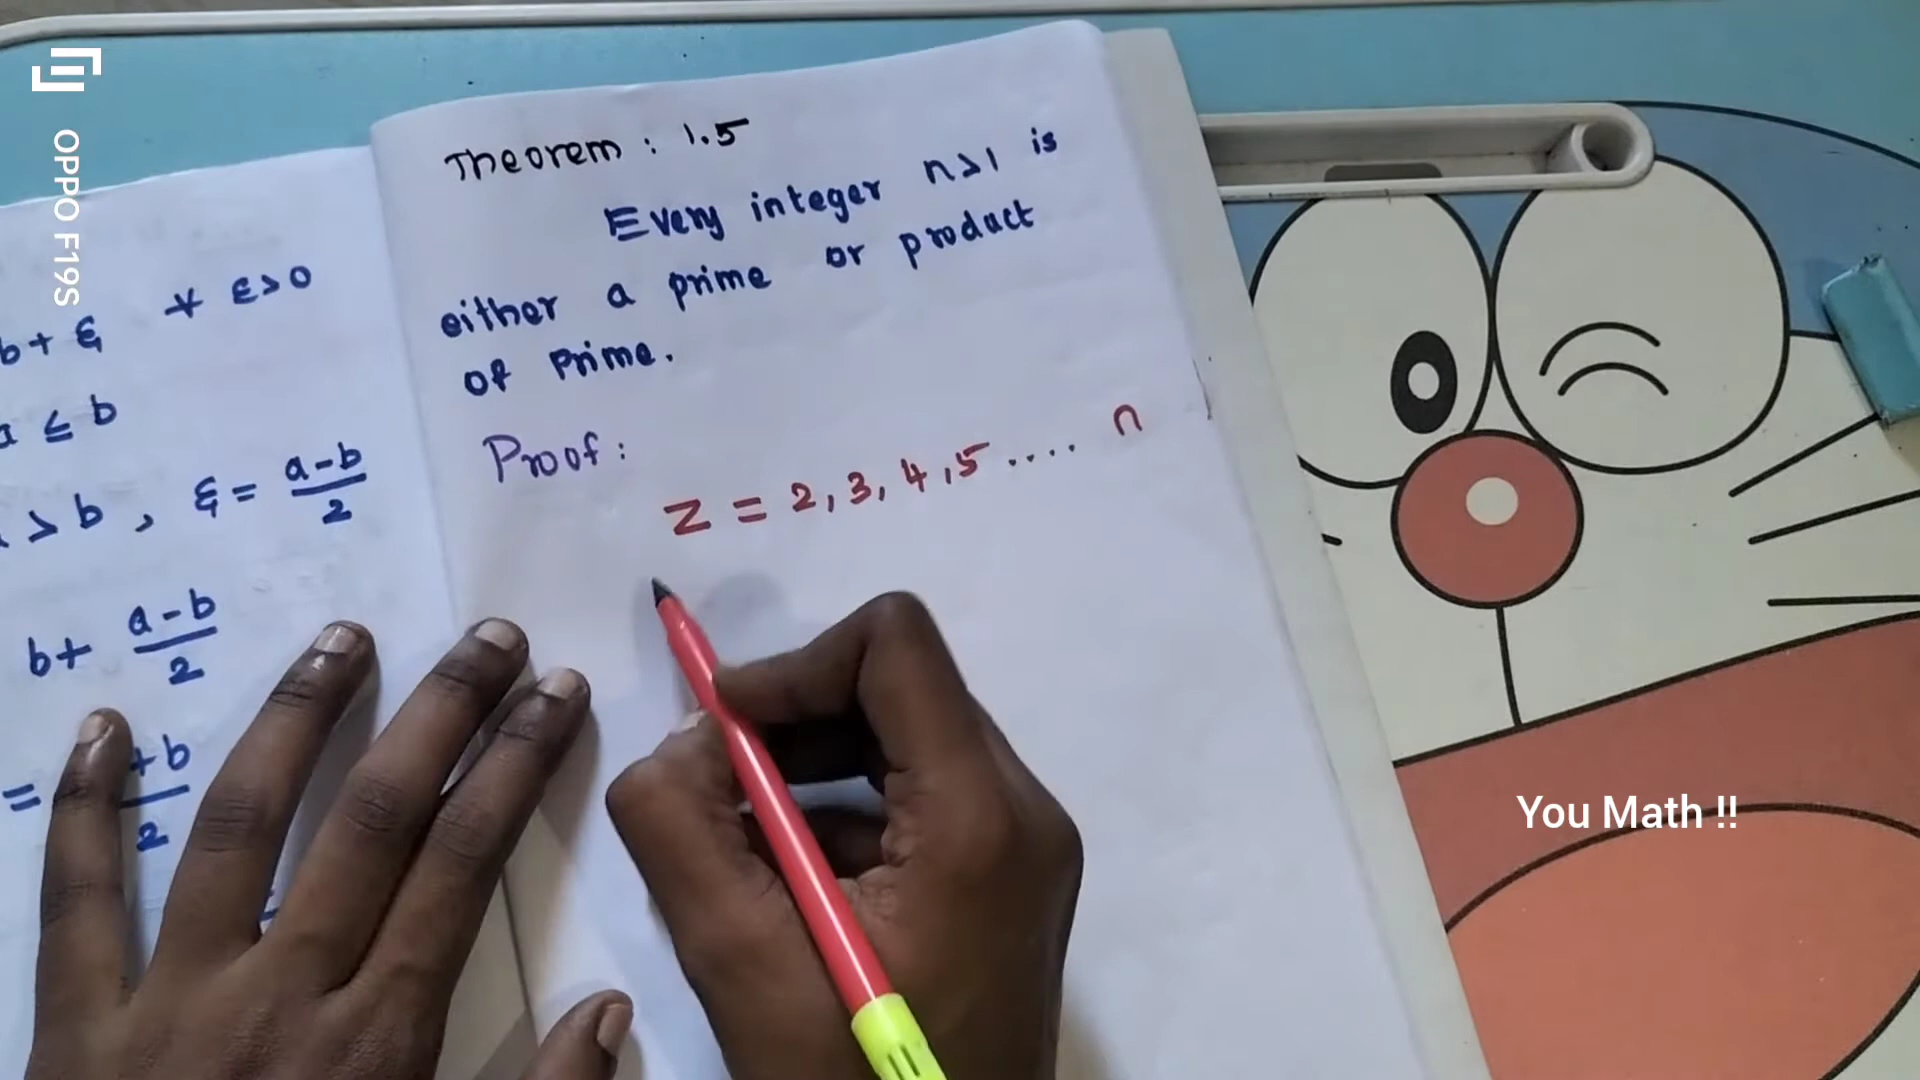 OPPO F19S
b + ε ∀ ε > 0
a ≤ b
> b , ε = a-b / 2
b + a-b / 2
= +b / 2
Theorem : 1.5
Every integer n>1 is
either a prime or product
of prime.
Proof :
Z = 2, 3, 4, 5 .... n
You Math !!